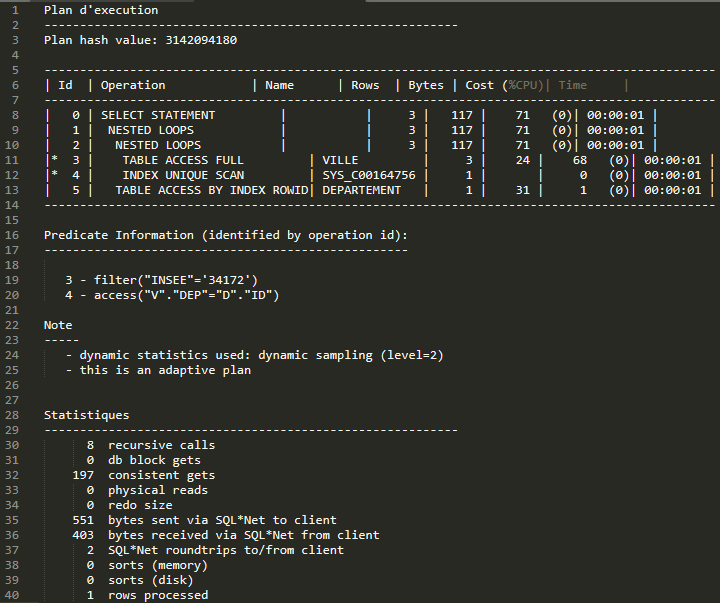 1 Plan d'execution
2 ----------------------------------------------------------
3 Plan hash value: 3142094180
4
5 ----------------------------------------------------------------------------------------------
6 | Id  | Operation                    | Name         | Rows  | Bytes | Cost (%CPU)| Time     |
7 ----------------------------------------------------------------------------------------------
8 |   0 | SELECT STATEMENT         |           |     3 |   117 |    71   (0)| 00:00:01 |
9 |   1 |  NESTED LOOPS            |           |     3 |   117 |    71   (0)| 00:00:01 |
10 |   2 |   NESTED LOOPS           |           |     3 |   117 |    71   (0)| 00:00:01 |
11 |*  3 |    TABLE ACCESS FULL         | VILLE         |     3 |    24 |    68   (0)| 00:00:01 |
12 |*  4 |    INDEX UNIQUE SCAN         | SYS_C00164756 |     1 |       |     0   (0)| 00:00:01 |
13 |   5 |   TABLE ACCESS BY INDEX ROWID| DEPARTEMENT   |     1 |    31 |     1   (0)| 00:00:01 |
14 ----------------------------------------------------------------------------------------------
15
16 Predicate Information (identified by operation id):
17 ---------------------------------------------------
18
19    3 - filter("INSEE"='34172')
20    4 - access("V"."DEP"="D"."ID")
21
22 Note
23 -----
24    - dynamic statistics used: dynamic sampling (level=2)
25    - this is an adaptive plan
26
27
28 Statistiques
29 ----------------------------------------------------------
30       8  recursive calls
31       0  db block gets
32     197  consistent gets
33       0  physical reads
34       0  redo size
35     551  bytes sent via SQL*Net to client
36     403  bytes received via SQL*Net from client
37       2  SQL*Net roundtrips to/from client
38       0  sorts (memory)
39       0  sorts (disk)
40       1  rows processed